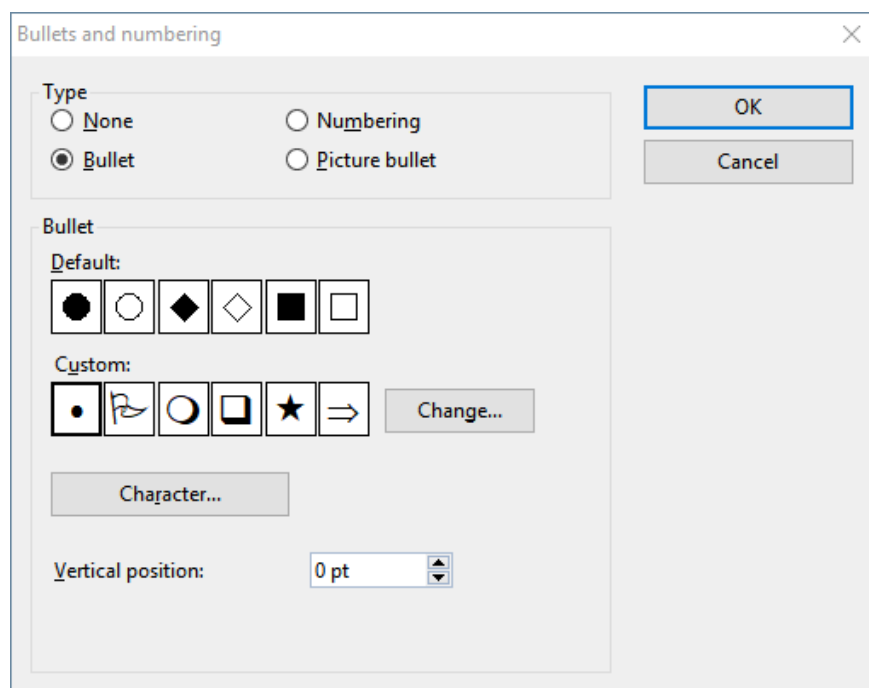 Bullets and numbering
Type
None
Numbering
OK
Bullet
Picture bullet
Cancel
Bullet
Default:
Custom:
Change...
Character...
Vertical position:
0 pt